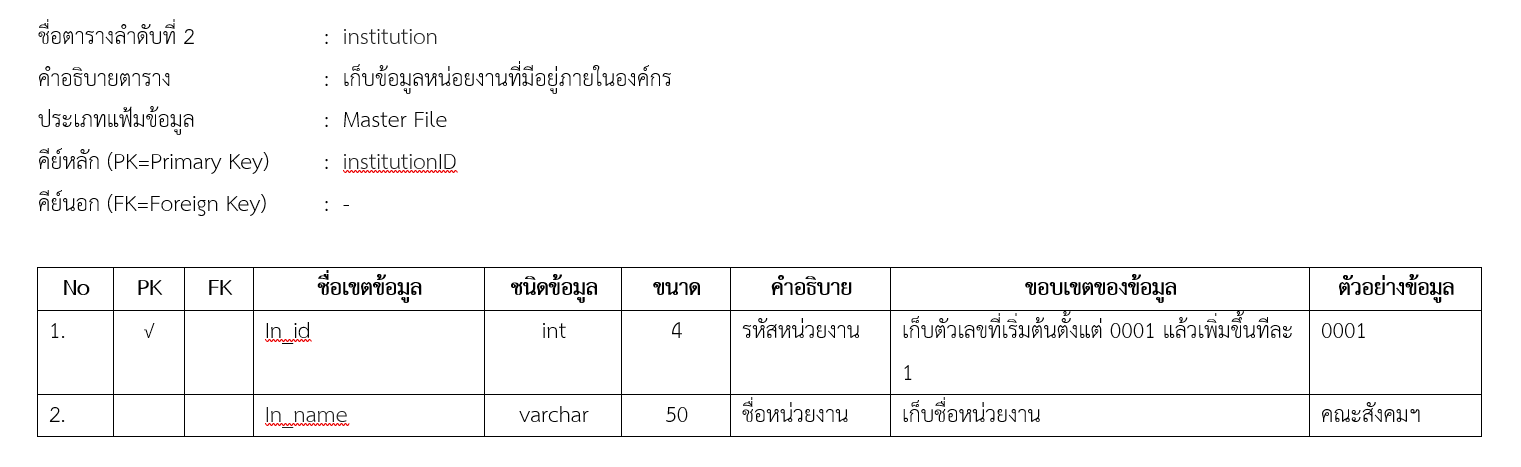 ชื่อตารางลำดับที่ 2 : institution
คำอธิบายตาราง : เก็บข้อมูลหน่อยงานที่มีอยู่ภายในองค์กร
ประเภทแฟ้มข้อมูล : Master File
คีย์หลัก (PK=Primary Key) : institutionID
คีย์นอก (FK=Foreign Key) : -
No PK FK ชื่อเขตข้อมูล ชนิดข้อมูล ขนาด คำอธิบาย ขอบเขตของข้อมูล ตัวอย่างข้อมูล
1. √ In_id int 4 รหัสหน่วยงาน เก็บตัวเลขที่เริ่มต้นตั้งแต่ 0001 แล้วเพิ่มขึ้นทีละ 0001
1
2. In_name varchar 50 ชื่อหน่วยงาน เก็บชื่อหน่วยงาน คณะสังคมฯ